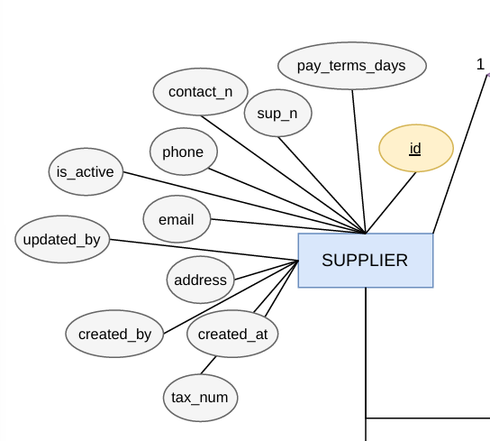 pay_terms_days
1
contact_n
sup_n
id
phone
is_active
email
updated_by
SUPPLIER
address
created_by
created_at
tax_num